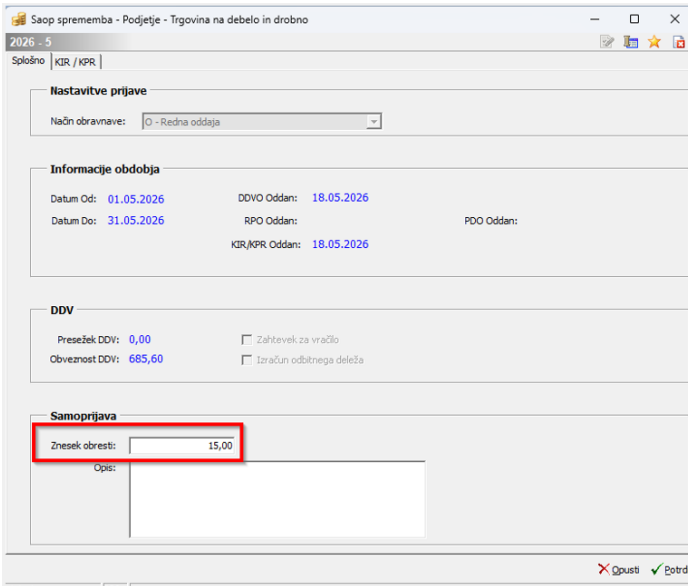 Saop sprememba - Podjetje - Trgovina na debelo in drobno
2026 - 5
Splošno KIR / KPR
Nastavitve prijave
Način obravnave: O - Redna oddaja
Informacije obdobja
Datum Od: 01.05.2026 DDVO Oddan: 18.05.2026
Datum Do: 31.05.2026 RPO Oddan: PDO Oddan:
KIR/KPR Oddan: 18.05.2026
DDV
Presežek DDV: 0,00 Zahtevek za vračilo
Obveznost DDV: 685,60 Izračun odbitnega deleža
Samoprijava
Znesek obresti: 15,00
Opis:
Opusti Potrd